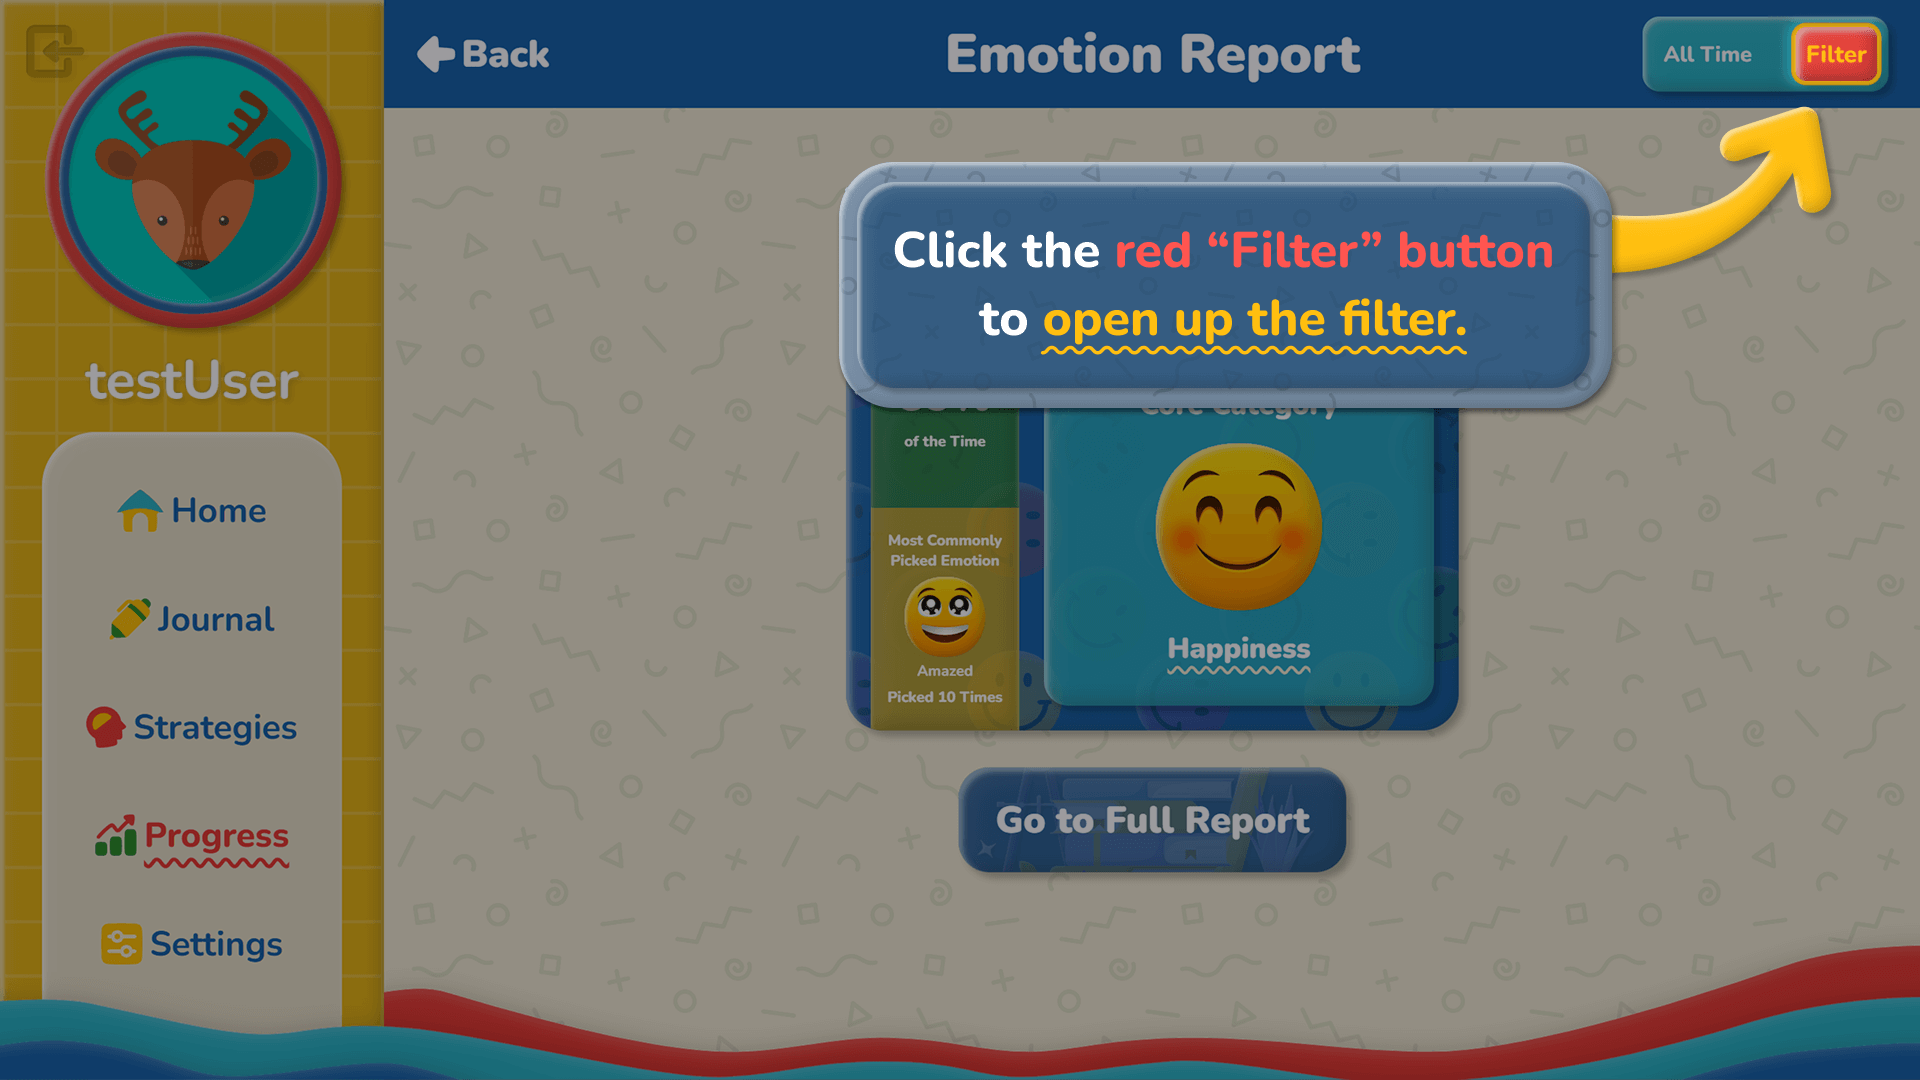 Back
Emotion Report
All Time
Filter
Click the red “Filter” button
to open up the filter.
testUser
Home
Journal
Strategies
Progress
Settings
of the Time
Most Commonly
Picked Emotion
Amazed
Picked 10 Times
Core Category
Happiness
Go to Full Report